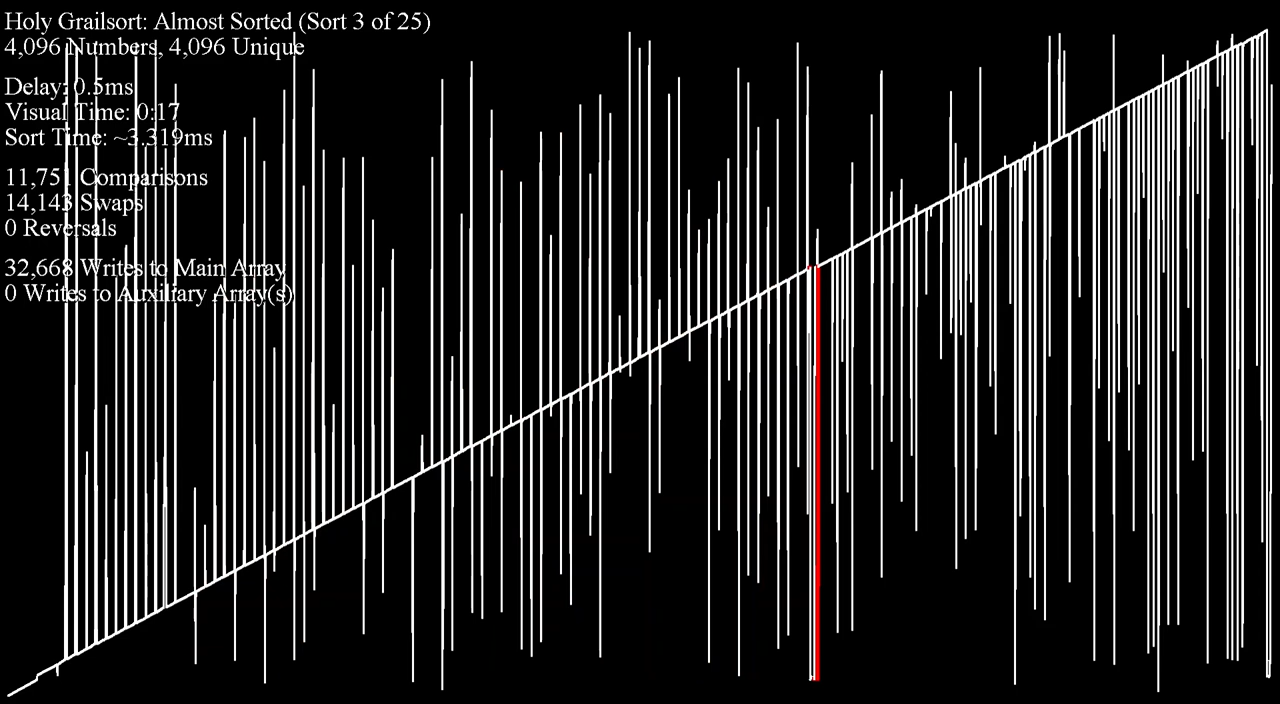 Holy Grailsort: Almost Sorted (Sort 3 of 25)
4,096 Numbers, 4,096 Unique
Delay: 0.5ms
Visual Time: 0:17
Sort Time: ~3.319ms
11,751 Comparisons
14,143 Swaps
0 Reversals
32,668 Writes to Main Array
0 Writes to Auxiliary Array(s)